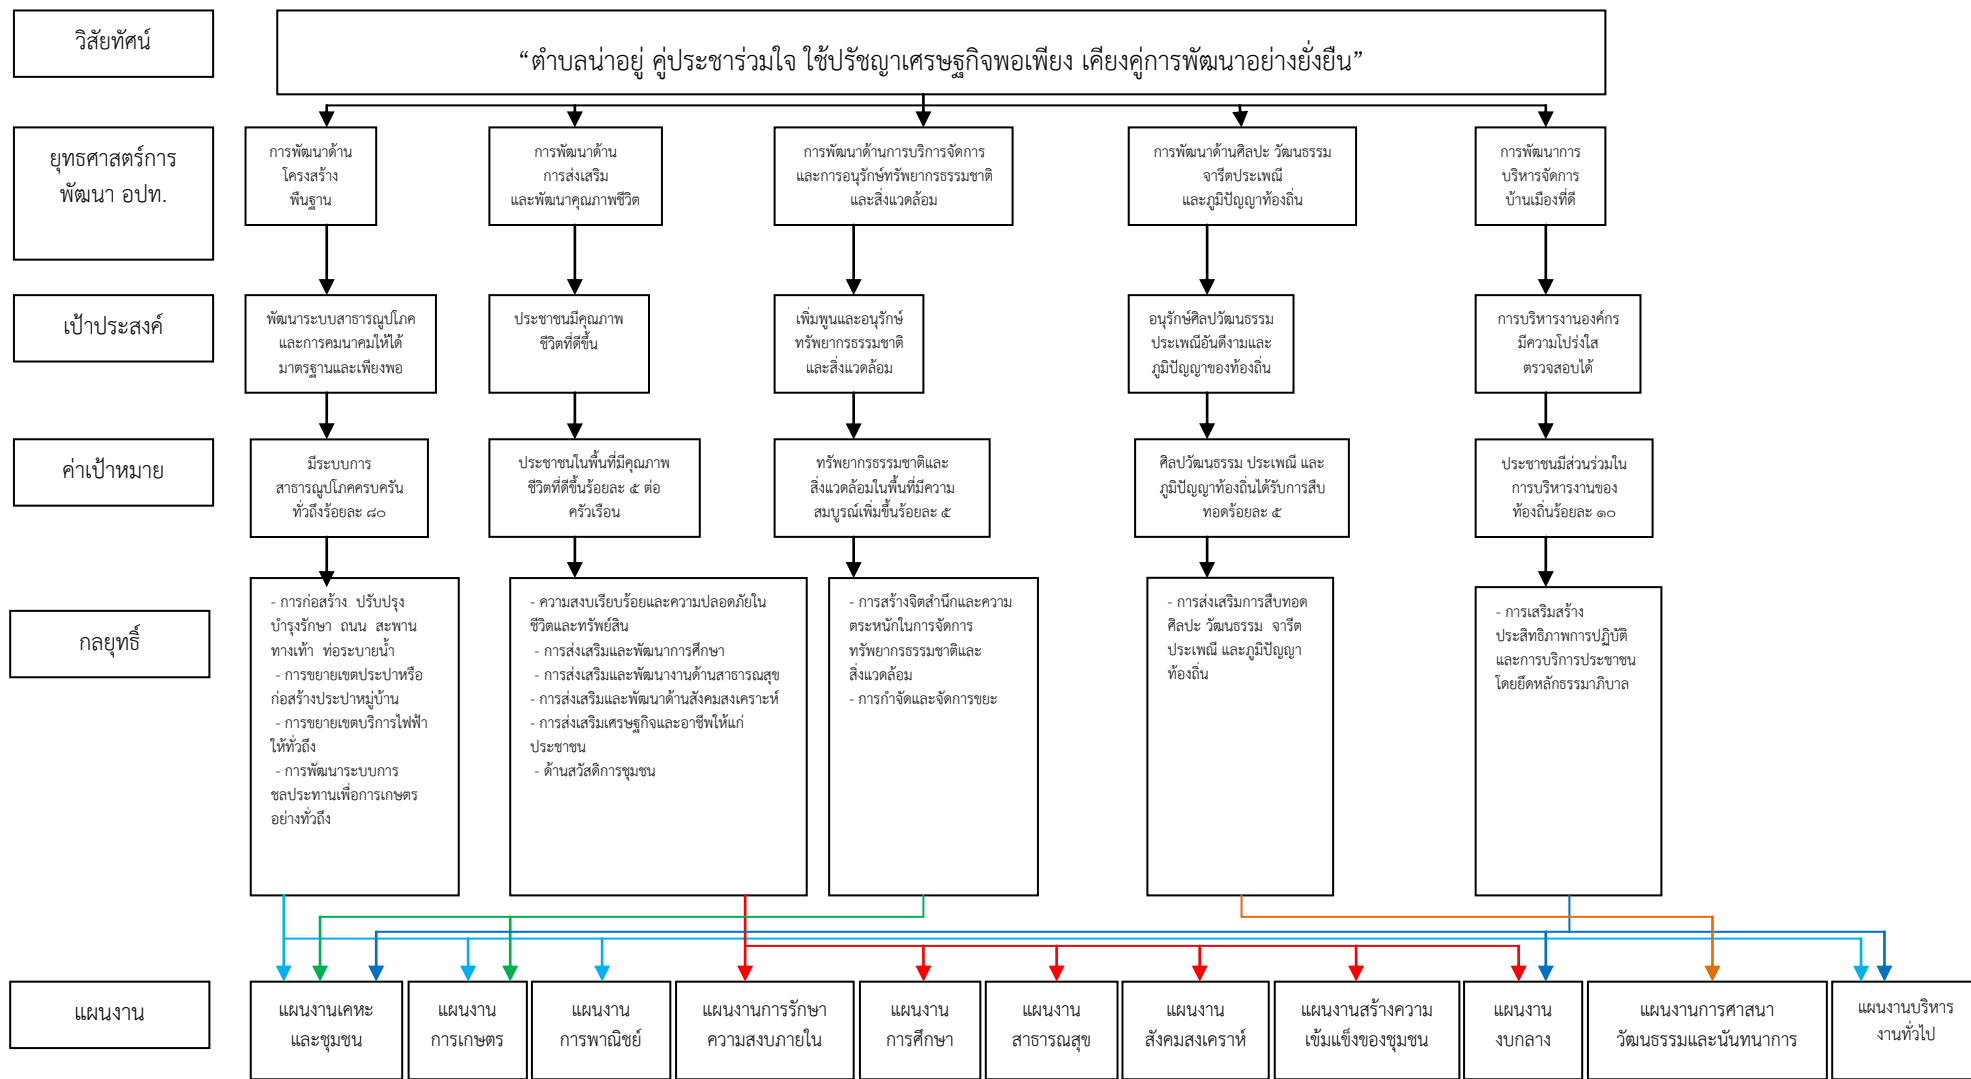 วิสัยทัศน์
“ตำบลน่าอยู่ คู่ประชาร่วมใจ ใช้ปรัชญาเศรษฐกิจพอเพียง เคียงคู่การพัฒนาอย่างยั่งยืน”
ยุทธศาสตร์การ
พัฒนา อปท.
การพัฒนาด้าน
โครงสร้าง
พืนฐาน
การพัฒนาด้าน
การส่งเสริม
และพัฒนาคุณภาพชีวิต
การพัฒนาด้านการบริการจัดการ
และการอนุรักษ์ทรัพยากรธรรมชาติ
และสิ่งแวดล้อม
การพัฒนาด้านศิลปะ วัฒนธรรม
จารีตประเพณี
และภูมิปัญญาท้องถิ่น
การพัฒนาการ
บริหารจัดการ
บ้านเมืองที่ดี
เป้าประสงค์
พัฒนาระบบสาธารณูปโภค
และการคมนาคมให้ได้
มาตรฐานและเพียงพอ
ประชาชนมีคุณภาพ
ชีวิตที่ดีขึ้น
เพิ่มพูนและอนุรักษ์
ทรัพยากรธรรมชาติ
และสิ่งแวดล้อม
อนุรักษ์ศิลปวัฒนธรรม
ประเพณีอันดีงามและ
ภูมิปัญญาของท้องถิ่น
การบริหารงานองค์กร
มีความโปร่งใส
ตรวจสอบได้
ค่าเป้าหมาย
มีระบบการ
สาธารณูปโภคครบครัน
ทั่วถึงร้อยละ ๘๐
ประชาชนในพื้นที่มีคุณภาพ
ชีวิตที่ดีขึ้นร้อยละ ๕ ต่อ
ครัวเรือน
ทรัพยากรธรรมชาติและ
สิ่งแวดล้อมในพื้นที่มีความ
สมบูรณ์เพิ่มขึ้นร้อยละ ๕
ศิลปวัฒนธรรม ประเพณี และ
ภูมิปัญญาท้องถิ่นได้รับการสืบ
ทอดร้อยละ ๕
ประชาชนมีส่วนร่วมใน
การบริหารงานของ
ท้องถิ่นร้อยละ ๑๐
กลยุทธิ์
- การก่อสร้าง ปรับปรุง
บำรุงรักษา ถนน สะพาน
ทางเท้า ท่อระบายน้ำ
- การขยายเขตประปาหรือ
ก่อสร้างประปาหมู่บ้าน
- การขยายเขตบริการไฟฟ้า
ให้ทั่วถึง
- การพัฒนาระบบการ
ชลประทานเพื่อการเกษตร
อย่างทั่วถึง
- ความสงบเรียบร้อยและความปลอดภัยใน
ชีวิตและทรัพย์สิน
- การส่งเสริมและพัฒนาการศึกษา
- การส่งเสริมและพัฒนางานด้านสาธารณสุข
- การส่งเสริมและพัฒนาด้านสังคมสงเคราะห์
- การส่งเสริมเศรษฐกิจและอาชีพให้แก่
ประชาชน
- ด้านสวัสดิการชุมชน
- การสร้างจิตสำนึกและความ
ตระหนักในการจัดการ
ทรัพยากรธรรมชาติและ
สิ่งแวดล้อม
- การกำจัดและจัดการขยะ
- การส่งเสริมการสืบทอด
ศิลปะ วัฒนธรรม จารีต
ประเพณี และภูมิปัญญา
ท้องถิ่น
- การเสริมสร้าง
ประสิทธิภาพการปฏิบัติ
และการบริการประชาชน
โดยยึดหลักธรรมาภิบาล
แผนงาน
แผนงานเคหะ
และชุมชน
แผนงาน
การเกษตร
แผนงาน
การพาณิชย์
แผนงานการรักษา
ความสงบภายใน
แผนงาน
การศึกษา
แผนงาน
สาธารณสุข
แผนงาน
สังคมสงเคราห์
แผนงานสร้างความ
เข้มแข็งของชุมชน
แผนงาน
งบกลาง
แผนงานการศาสนา
วัฒนธรรมและนันทนาการ
แผนงานบริหาร
งานทั่วไป